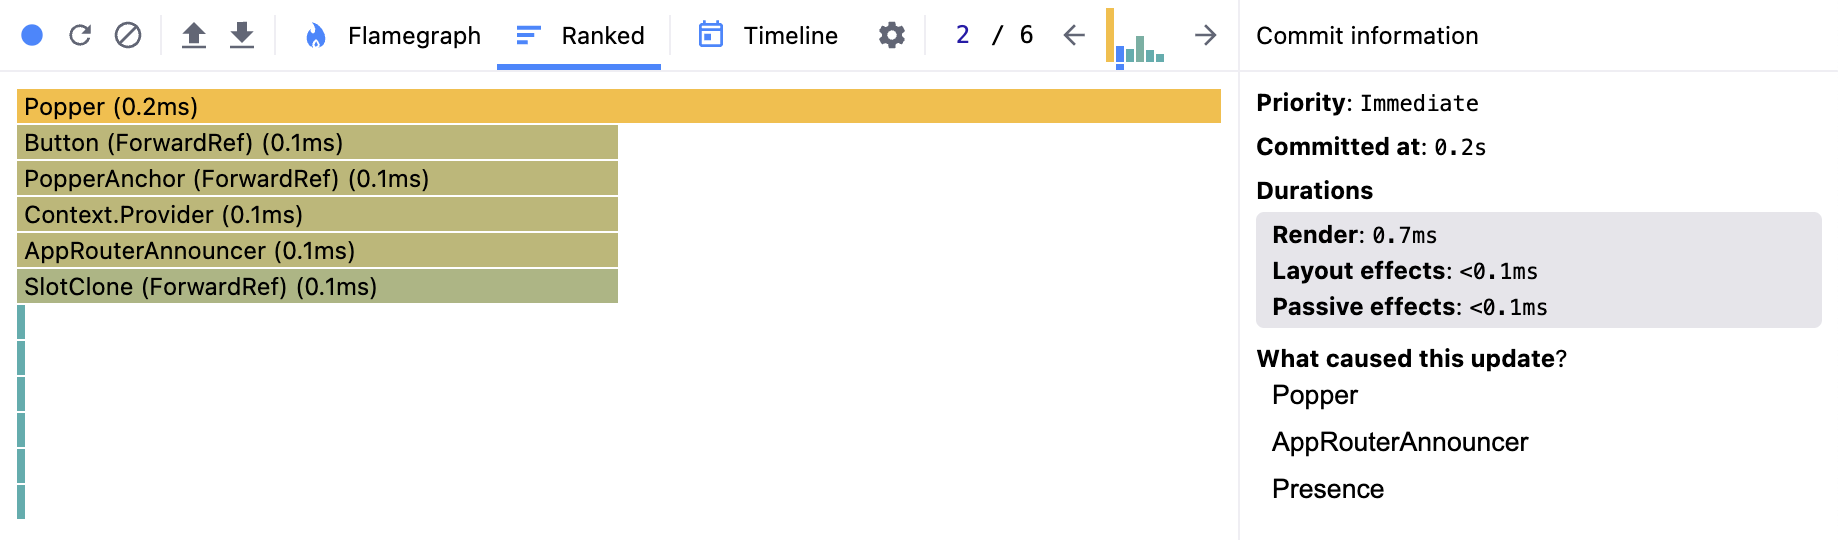 Flamegraph Ranked Timeline 2 / 6 Commit information
Popper (0.2ms)
Button (ForwardRef) (0.1ms)
PopperAnchor (ForwardRef) (0.1ms)
Context.Provider (0.1ms)
AppRouterAnnouncer (0.1ms)
SlotClone (ForwardRef) (0.1ms)
Priority: Immediate
Committed at: 0.2s
Durations
Render: 0.7ms
Layout effects: <0.1ms
Passive effects: <0.1ms
What caused this update?
Popper
AppRouterAnnouncer
Presence